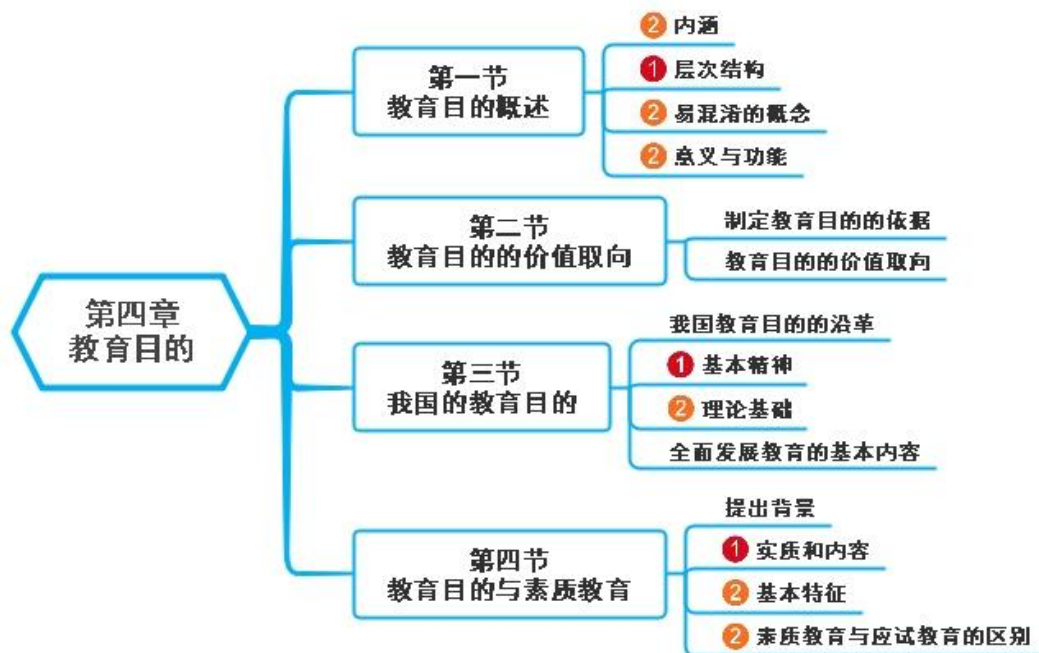 第四章
教育目的
第一节
教育目的概述
2 内涵
1 层次结构
2 易混淆的概念
2 意义与功能
第二节
教育目的的价值取向
制定教育目的的依据
教育目的的价值取向
第三节
我国的教育目的
我国教育目的的沿革
1 基本精神
2 理论基础
全面发展教育的基本内容
第四节
教育目的与素质教育
提出背景
1 实质和内容
2 基本特征
2 素质教育与应试教育的区别